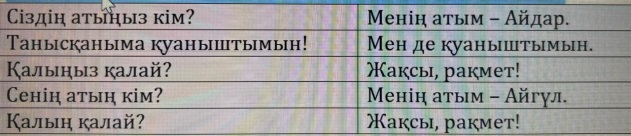 Сіздің атыңыз кім? Менің атым – Айдар.
Танысқаныма қуаныштымын! Мен де қуаныштымын.
Қалыңыз қалай? Жақсы, рақмет!
Сенің атың кім? Менің атым – Айгүл.
Қалың қалай? Жақсы, рақмет!